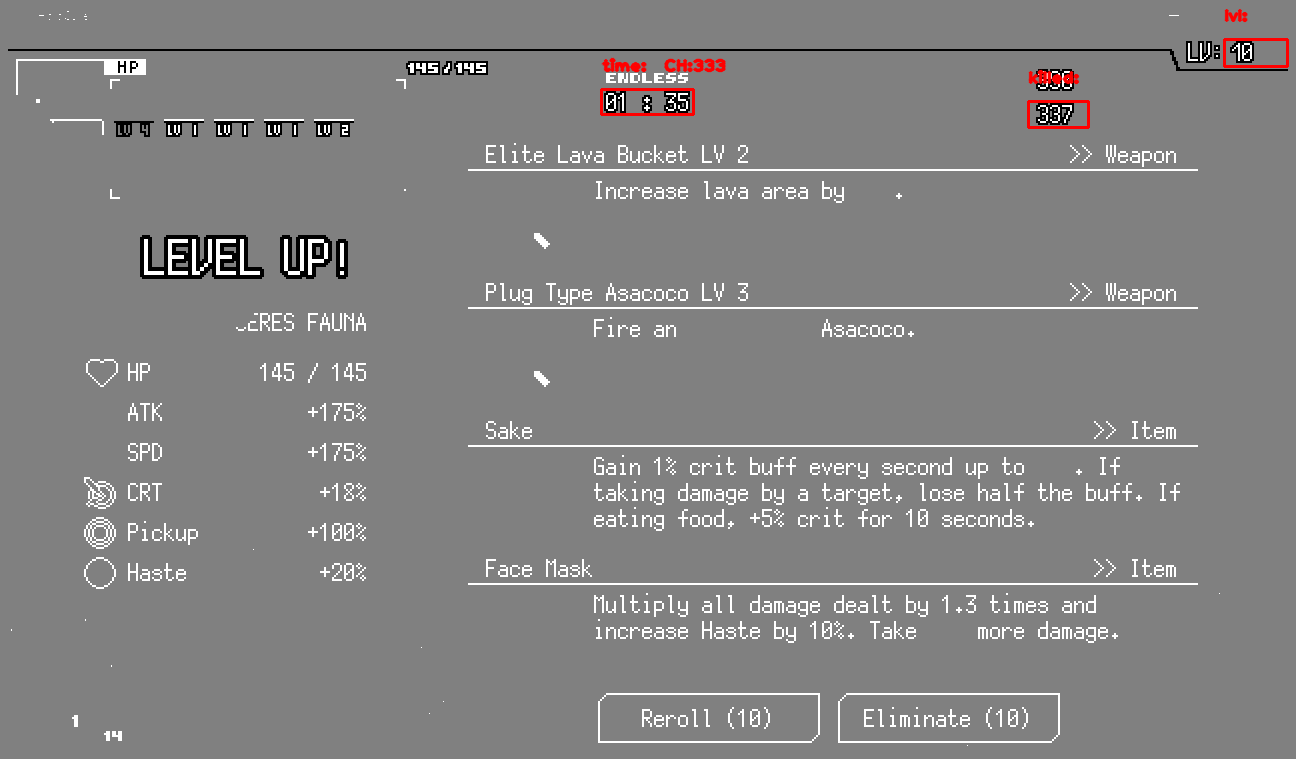 lvl:
LV: 10
HP
145/145
time: CH:333
ENDLESS
01 : 35
killed:
337
LV 4 LV 1 LV 1 LV 1 LV 2
Elite Lava Bucket LV 2 >> Weapon
Increase lava area by .
LEVEL UP!
Plug Type Asacoco LV 3 >> Weapon
Fire an Asacoco.
CERES FAUNA
HP 145 / 145
ATK +175%
SPD +175%
CRT +18%
Pickup +100%
Haste +20%
Sake >> Item
Gain 1% crit buff every second up to . If
taking damage by a target, lose half the buff. If
eating food, +5% crit for 10 seconds.
Face Mask >> Item
Multiply all damage dealt by 1.3 times and
increase Haste by 10%. Take more damage.
Reroll (10) Eliminate (10)
1
14